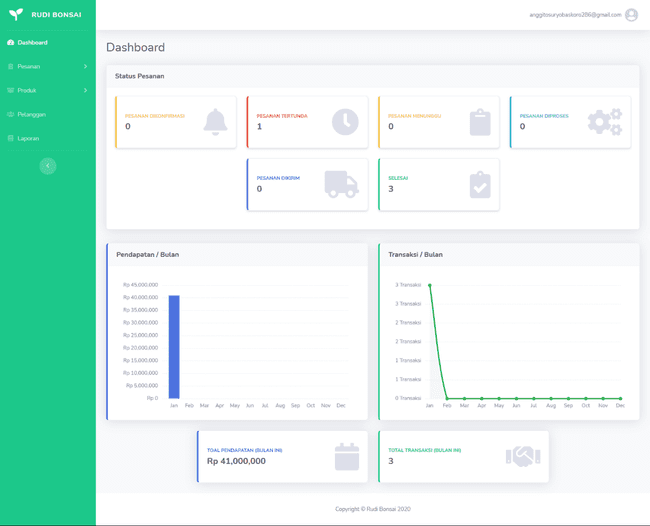 RUDI BONSAI
anggitosuryobaskoro286@gmail.com
Dashboard
Pesanan
Produk
Pelanggan
Laporan
Dashboard
Status Pesanan
PESANAN DIKONFIRMASI
0
PESANAN TERTUNDA
1
PESANAN MENUNGGU
0
PESANAN DIPROSES
0
PESANAN DIKIRIM
0
SELESAI
3
Pendapatan / Bulan
Rp 45,000,000
Rp 40,000,000
Rp 35,000,000
Rp 30,000,000
Rp 25,000,000
Rp 20,000,000
Rp 15,000,000
Rp 10,000,000
Rp 5,000,000
Rp 0
Jan Feb Mar Apr May Jun Jul Aug Sep Oct Nov Dec
Transaksi / Bulan
3 Transaksi
3 Transaksi
2 Transaksi
2 Transaksi
1 Transaksi
1 Transaksi
0 Transaksi
Jan Feb Mar Apr May Jun Jul Aug Sep Oct Nov Dec
TOAL PENDAPATAN (BULAN INI)
Rp 41,000,000
TOTAL TRANSAKSI (BULAN INI)
3
Copyright © Rudi Bonsai 2020